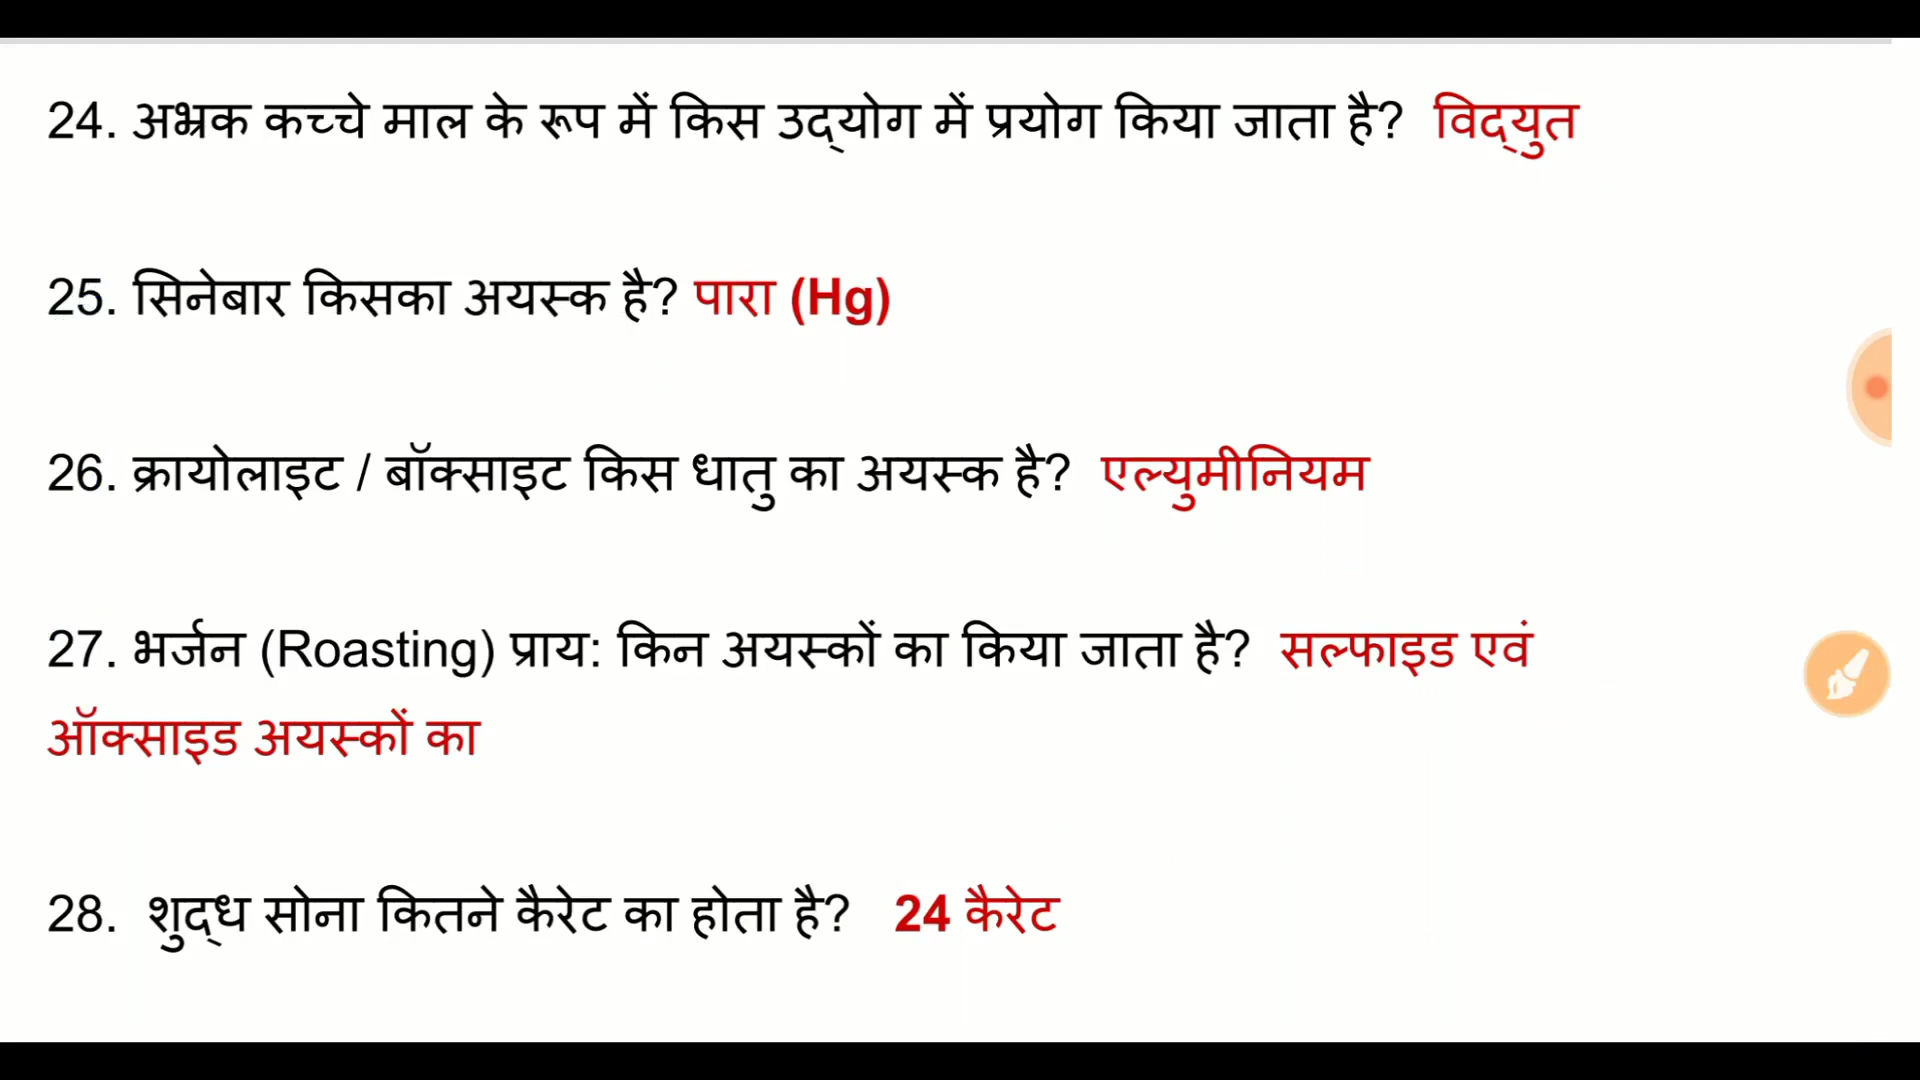 24. अभ्रक कच्चे माल के रूप में किस उद्योग में प्रयोग किया जाता है? विद्युत
25. सिनेबार किसका अयस्क है? पारा (Hg)
26. क्रायोलाइट / बॉक्साइट किस धातु का अयस्क है? एल्युमीनियम
27. भर्जन (Roasting) प्राय: किन अयस्कों का किया जाता है? सल्फाइड एवं
ऑक्साइड अयस्कों का
28. शुद्ध सोना कितने कैरेट का होता है? 24 कैरेट